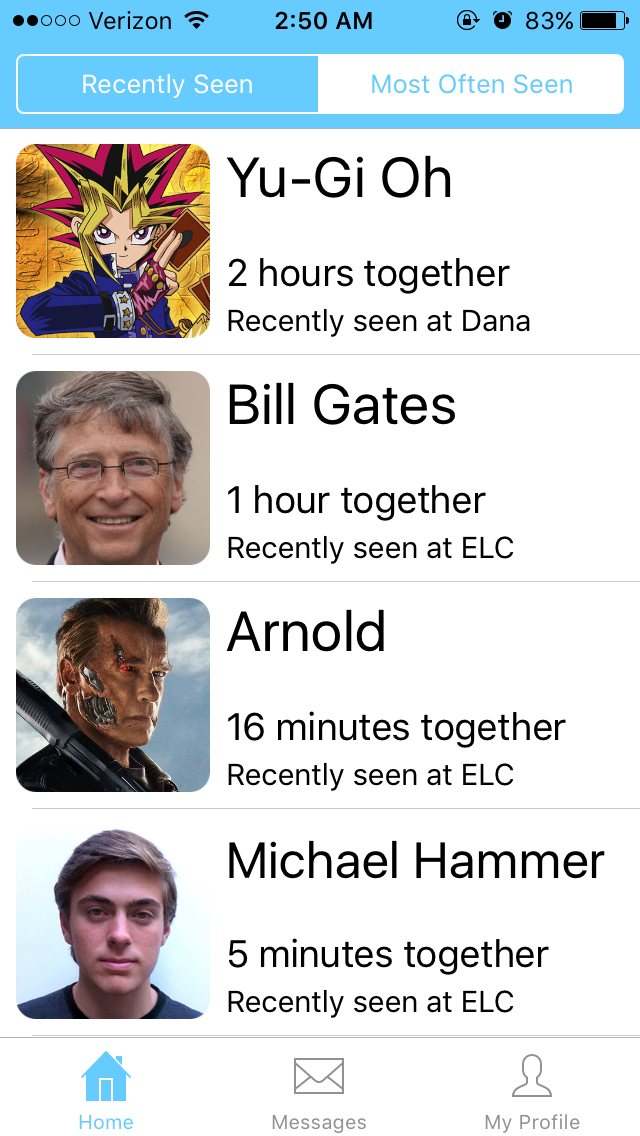 Verizon 2:50 AM 83%
Recently Seen Most Often Seen
Yu-Gi Oh
2 hours together
Recently seen at Dana
Bill Gates
1 hour together
Recently seen at ELC
Arnold
16 minutes together
Recently seen at ELC
Michael Hammer
5 minutes together
Recently seen at ELC
Home Messages My Profile